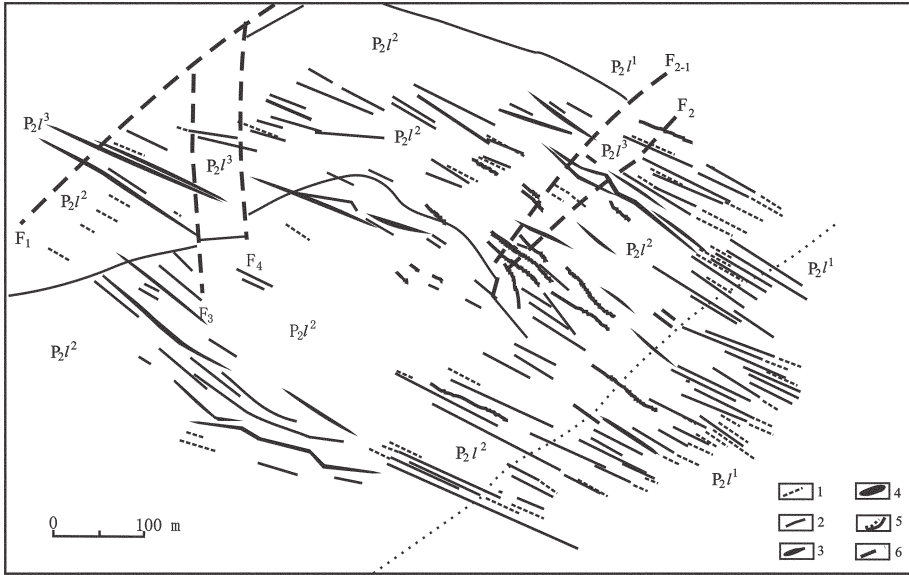 P₂l²
P₂l¹
F₂₋₁
F₂
P₂l³
P₂l²
P₂l³
P₂l³
P₂l²
F₁
P₂l²
F₄
P₂l¹
F₃
P₂l²
P₂l²
P₂l²
P₂l¹
0 100 m
1
2
3
4
5
6